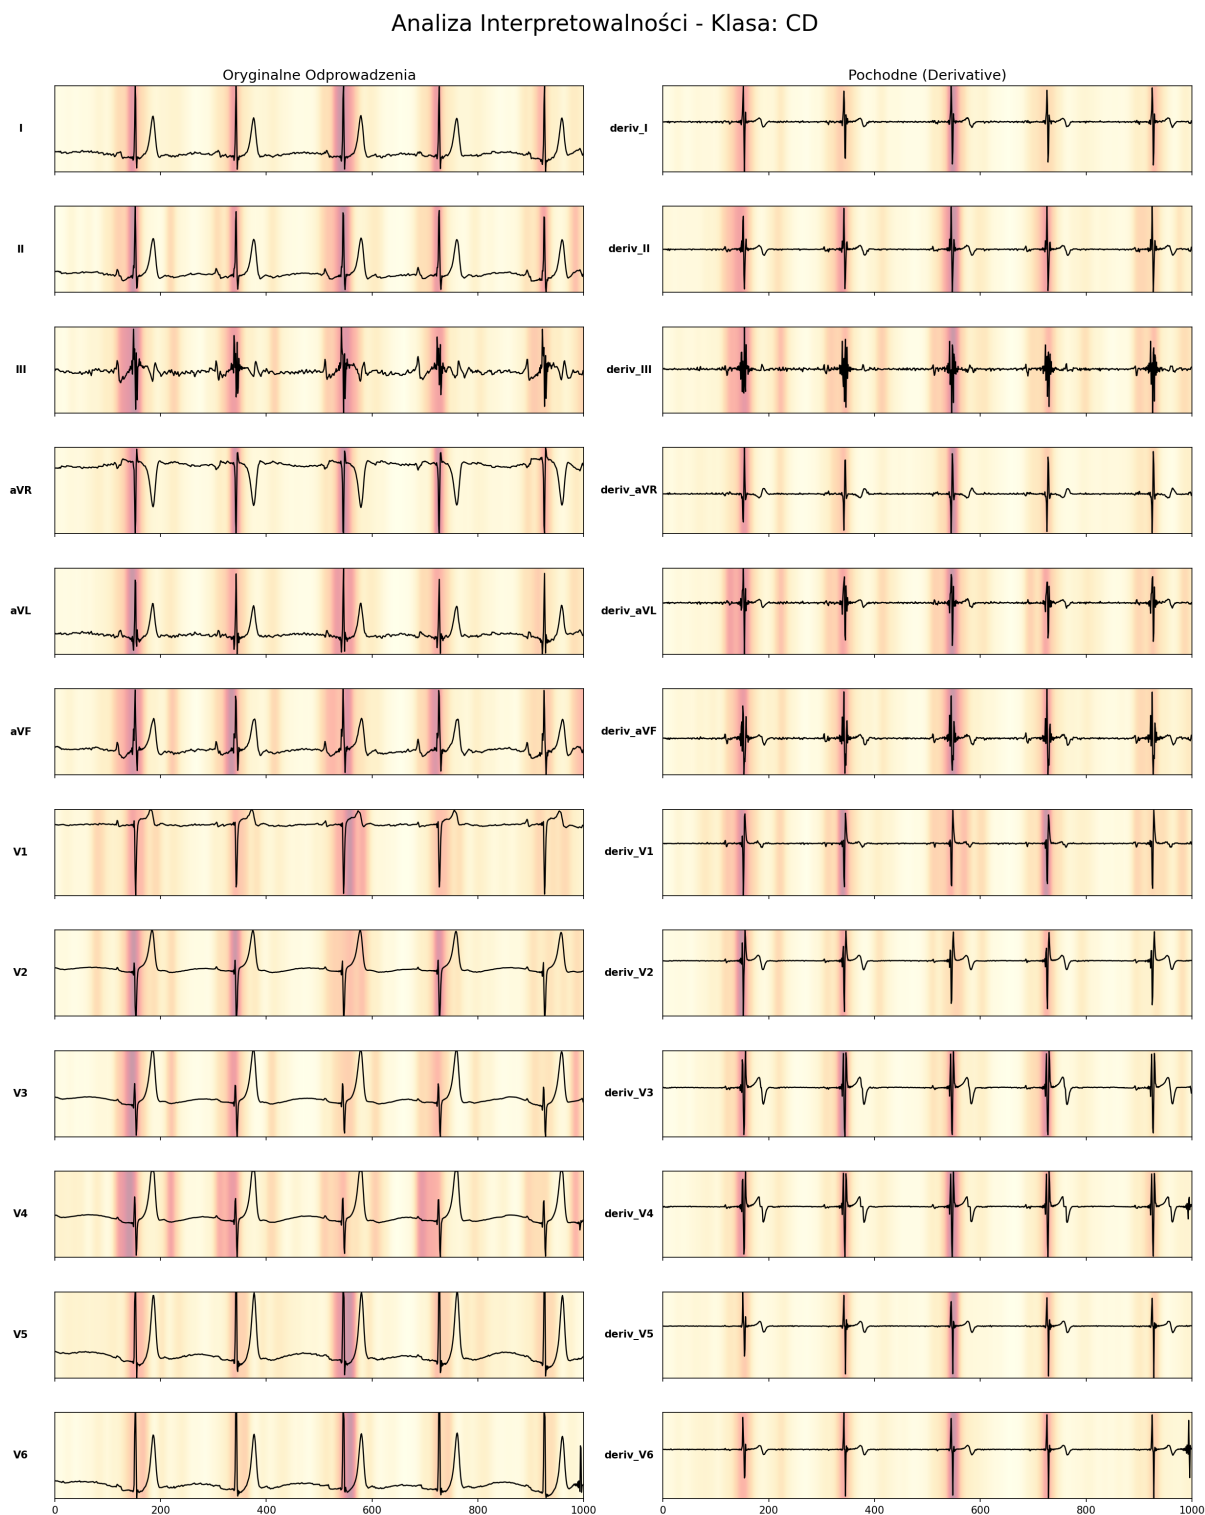 Analiza Interpretowalności - Klasa: CD
Oryginalne Odprowadzenia
Pochodne (Derivative)
I
deriv_I
II
deriv_II
III
deriv_III
aVR
deriv_aVR
aVL
deriv_aVL
aVF
deriv_aVF
V1
deriv_V1
V2
deriv_V2
V3
deriv_V3
V4
deriv_V4
V5
deriv_V5
V6
deriv_V6
0 200 400 600 800 1000
0 200 400 600 800 1000